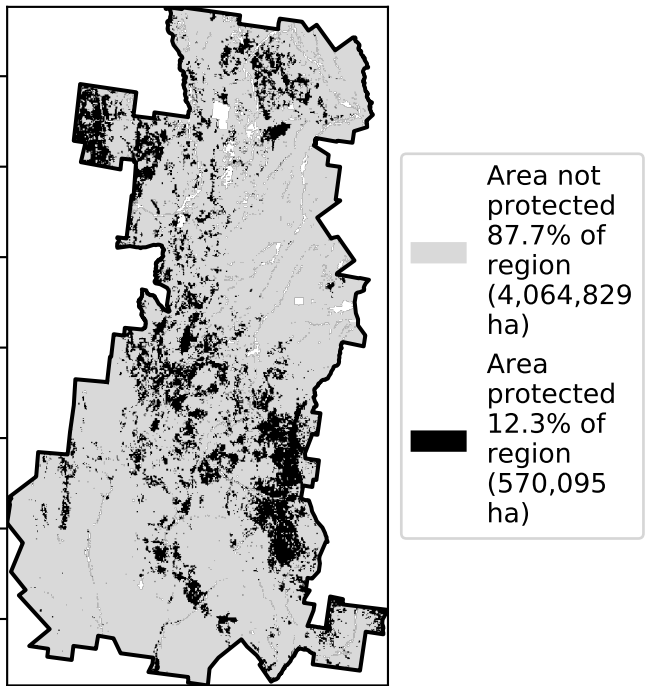 Area not
protected
87.7% of
region
(4,064,829
ha)
Area
protected
12.3% of
region
(570,095
ha)